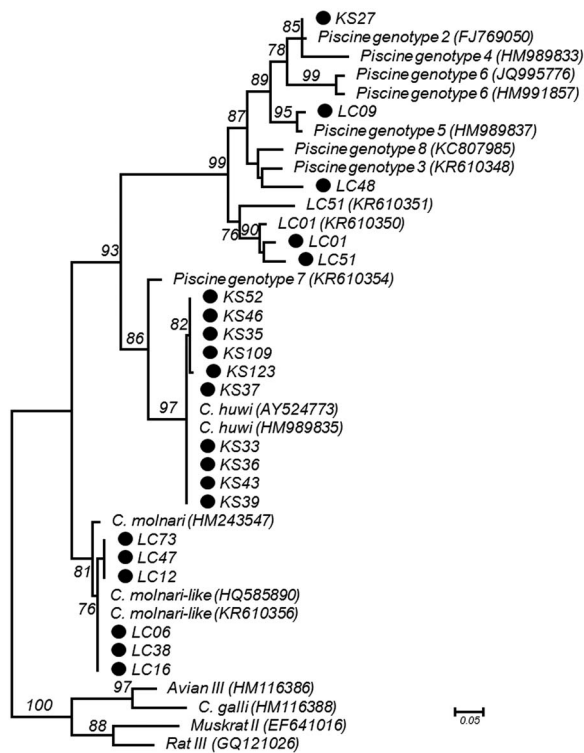 85
KS27
Piscine genotype 2 (FJ769050)
78
Piscine genotype 4 (HM989833)
Piscine genotype 6 (JQ995776)
99
89
Piscine genotype 6 (HM991857)
95
LC09
87
Piscine genotype 5 (HM989837)
Piscine genotype 8 (KC807985)
99
Piscine genotype 3 (KR610348)
LC48
LC51 (KR610351)
LC01 (KR610350)
76
90
LC01
93
LC51
Piscine genotype 7 (KR610354)
KS52
KS46
82
KS35
86
KS109
KS123
KS37
97
C. huwi (AY524773)
C. huwi (HM989835)
KS33
KS36
KS43
KS39
C. molnari (HM243547)
LC73
LC47
81
LC12
C. molnari-like (HQ585890)
76
C. molnari-like (KR610356)
LC06
LC38
LC16
97
Avian III (HM116386)
100
C. galli (HM116388)
88
Muskrat II (EF641016)
Rat III (GQ121026)
0.05